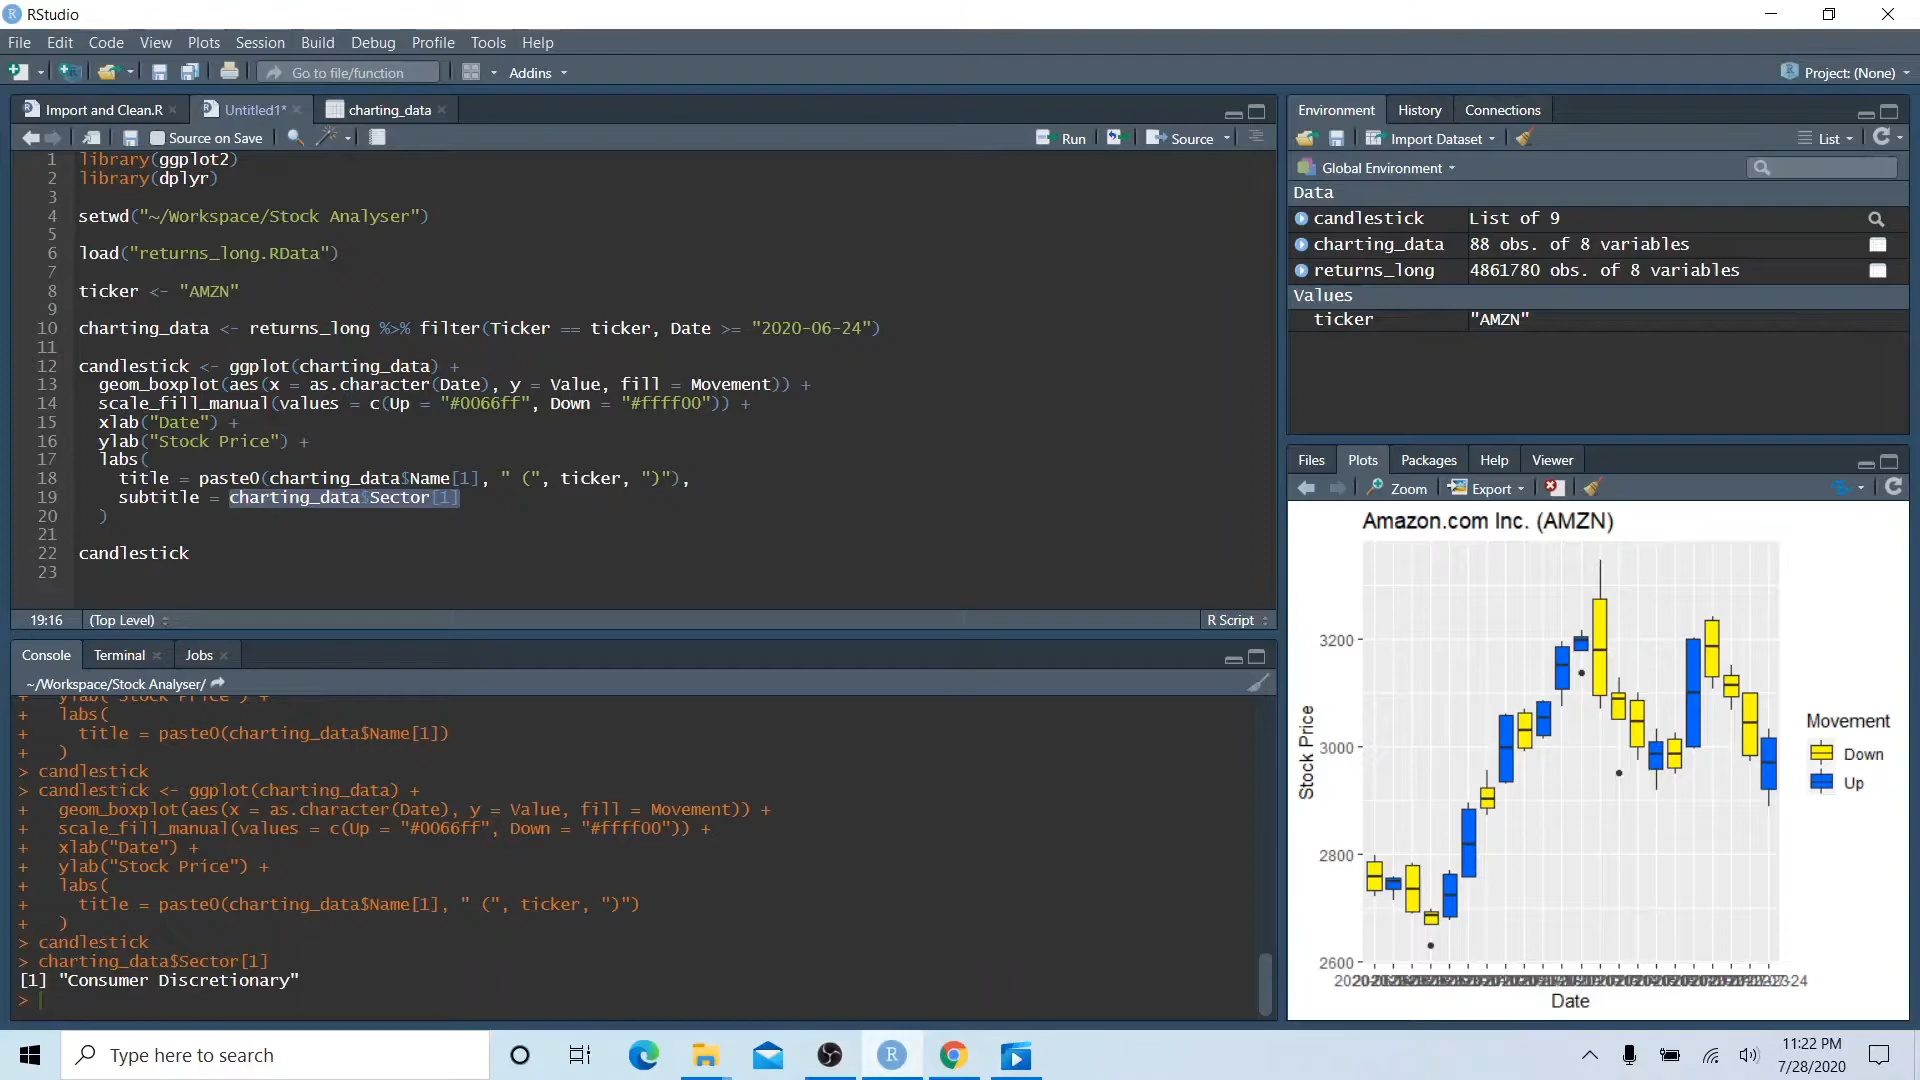 RStudio
File Edit Code View Plots Session Build Debug Profile Tools Help
Go to file/function Addins Project: (None)
Import and Clean.R Untitled1* charting_data
Source on Save Run Source
1 library(ggplot2)
2 library(dplyr)
3
4 setwd("~/Workspace/Stock Analyser")
5
6 load("returns_long.RData")
7
8 ticker <- "AMZN"
9
10 charting_data <- returns_long %>% filter(Ticker == ticker, Date >= "2020-06-24")
11
12 candlestick <- ggplot(charting_data) +
13 geom_boxplot(aes(x = as.character(Date), y = Value, fill = Movement)) +
14 scale_fill_manual(values = c(Up = "#0066ff", Down = "#ffff00")) +
15 xlab("Date") +
16 ylab("Stock Price") +
17 labs(
18 title = paste0(charting_data$Name[1], " (", ticker, ")"),
19 subtitle = charting_data$Sector[1]
20 )
21
22 candlestick
23
19:16 (Top Level) R Script
Console Terminal Jobs
~/Workspace/Stock Analyser/
+ ylab("Stock Price") +
+ labs(
+ title = paste0(charting_data$Name[1])
+ )
> candlestick
> candlestick <- ggplot(charting_data) +
+ geom_boxplot(aes(x = as.character(Date), y = Value, fill = Movement)) +
+ scale_fill_manual(values = c(Up = "#0066ff", Down = "#ffff00")) +
+ xlab("Date") +
+ ylab("Stock Price") +
+ labs(
+ title = paste0(charting_data$Name[1], " (", ticker, ")")
+ )
> candlestick
> charting_data$Sector[1]
[1] "Consumer Discretionary"
>
Environment History Connections
Import Dataset List
Global Environment
Data
candlestick List of 9
charting_data 88 obs. of 8 variables
returns_long 4861780 obs. of 8 variables
Values
ticker "AMZN"
Files Plots Packages Help Viewer
Zoom Export
Amazon.com Inc. (AMZN)
Stock Price
3200
3000
2800
2600
Date
Movement
Down
Up
Type here to search
11:22 PM
7/28/2020